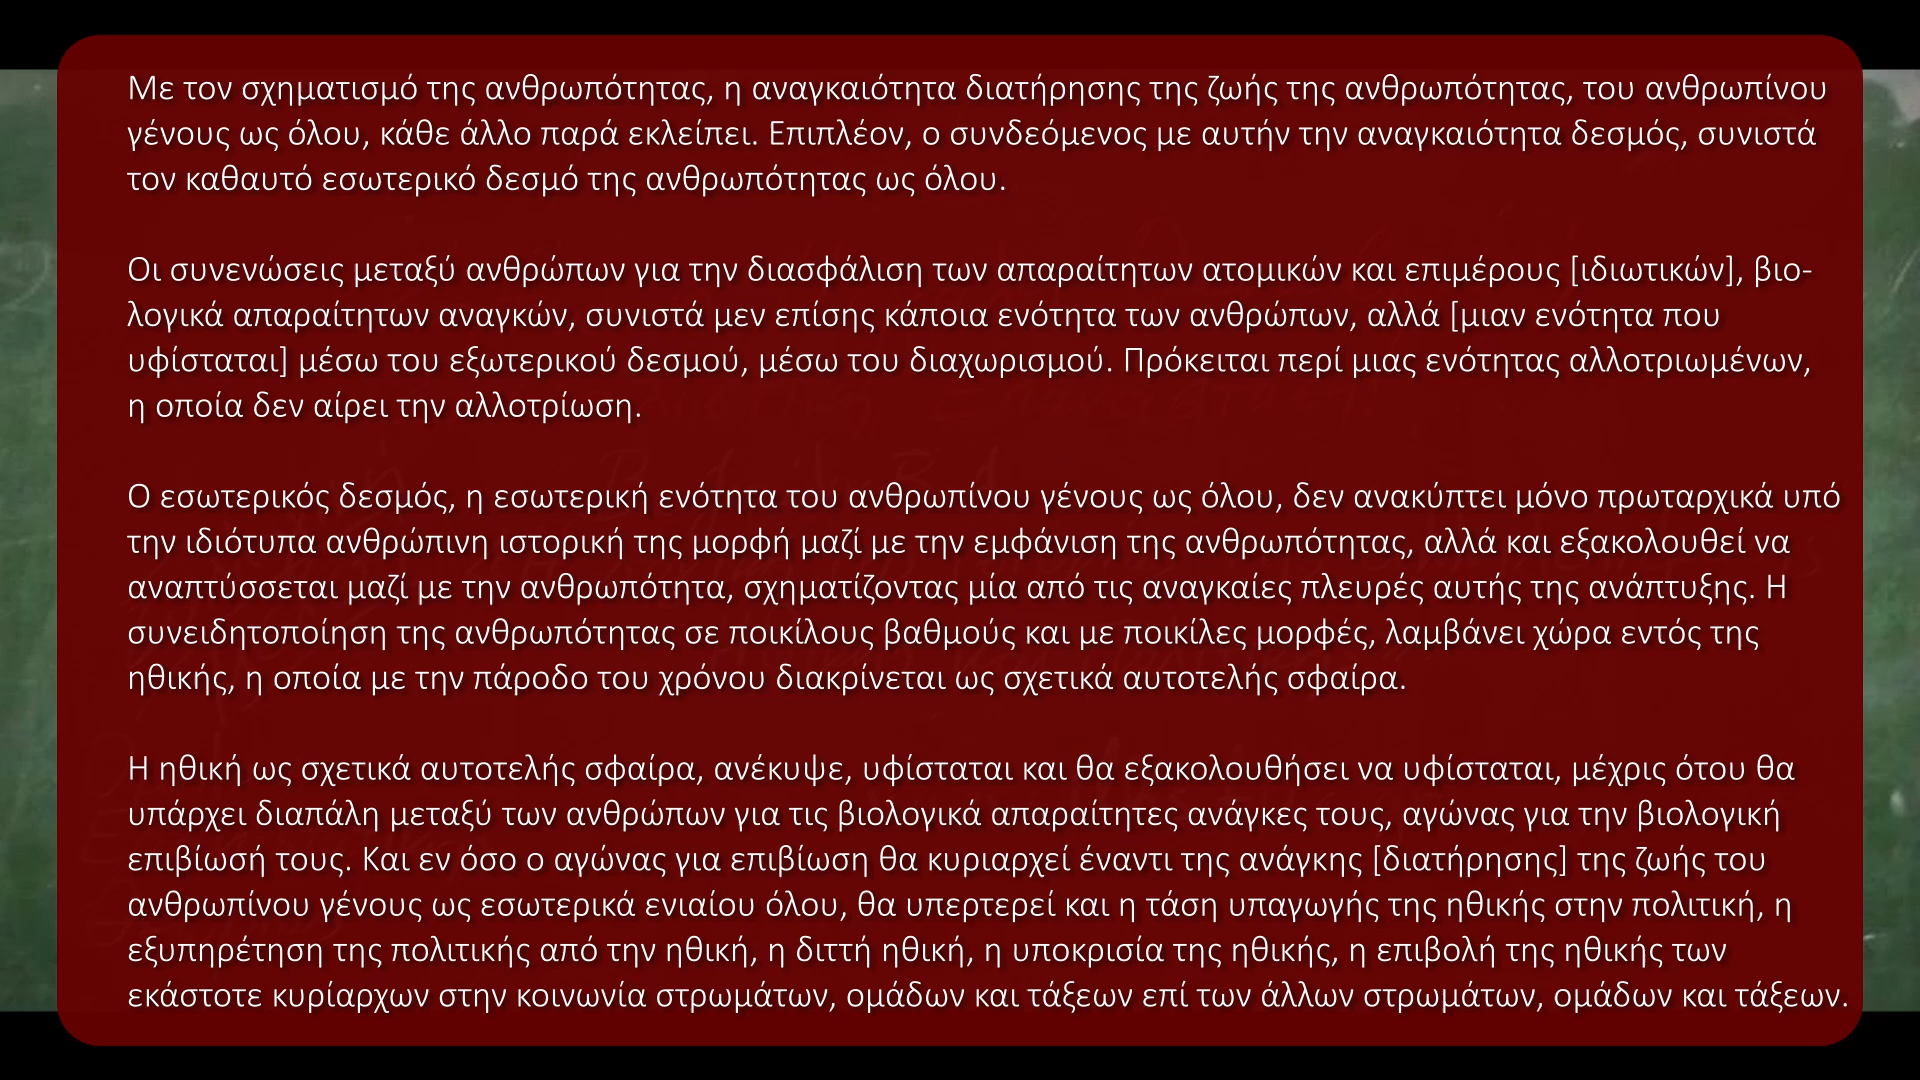 Με τον σχηματισμό της ανθρωπότητας, η αναγκαιότητα διατήρησης της ζωής της ανθρωπότητας, του ανθρωπίνου
γένους ως όλου, κάθε άλλο παρά εκλείπει. Επιπλέον, ο συνδεόμενος με αυτήν την αναγκαιότητα δεσμός, συνιστά
τον καθαυτό εσωτερικό δεσμό της ανθρωπότητας ως όλου.
Οι συνενώσεις μεταξύ ανθρώπων για την διασφάλιση των απαραίτητων ατομικών και επιμέρους [ιδιωτικών], βιο-
λογικά απαραίτητων αναγκών, συνιστά μεν επίσης κάποια ενότητα των ανθρώπων, αλλά [μιαν ενότητα που
υφίσταται] μέσω του εξωτερικού δεσμού, μέσω του διαχωρισμού. Πρόκειται περί μιας ενότητας αλλοτριωμένων,
η οποία δεν αίρει την αλλοτρίωση.
Ο εσωτερικός δεσμός, η εσωτερική ενότητα του ανθρωπίνου γένους ως όλου, δεν ανακύπτει μόνο πρωταρχικά υπό
την ιδιότυπα ανθρώπινη ιστορική της μορφή μαζί με την εμφάνιση της ανθρωπότητας, αλλά και εξακολουθεί να
αναπτύσσεται μαζί με την ανθρωπότητα, σχηματίζοντας μία από τις αναγκαίες πλευρές αυτής της ανάπτυξης. Η
συνειδητοποίηση της ανθρωπότητας σε ποικίλους βαθμούς και με ποικίλες μορφές, λαμβάνει χώρα εντός της
ηθικής, η οποία με την πάροδο του χρόνου διακρίνεται ως σχετικά αυτοτελής σφαίρα.
Η ηθική ως σχετικά αυτοτελής σφαίρα, ανέκυψε, υφίσταται και θα εξακολουθήσει να υφίσταται, μέχρις ότου θα
υπάρχει διαπάλη μεταξύ των ανθρώπων για τις βιολογικά απαραίτητες ανάγκες τους, αγώνας για την βιολογική
επιβίωσή τους. Και εν όσο ο αγώνας για επιβίωση θα κυριαρχεί έναντι της ανάγκης [διατήρησης] της ζωής του
ανθρωπίνου γένους ως εσωτερικά ενιαίου όλου, θα υπερτερεί και η τάση υπαγωγής της ηθικής στην πολιτική, η
εξυπηρέτηση της πολιτικής από την ηθική, η διττή ηθική, η υποκρισία της ηθικής, η επιβολή της ηθικής των
εκάστοτε κυρίαρχων στην κοινωνία στρωμάτων, ομάδων και τάξεων επί των άλλων στρωμάτων, ομάδων και τάξεων.